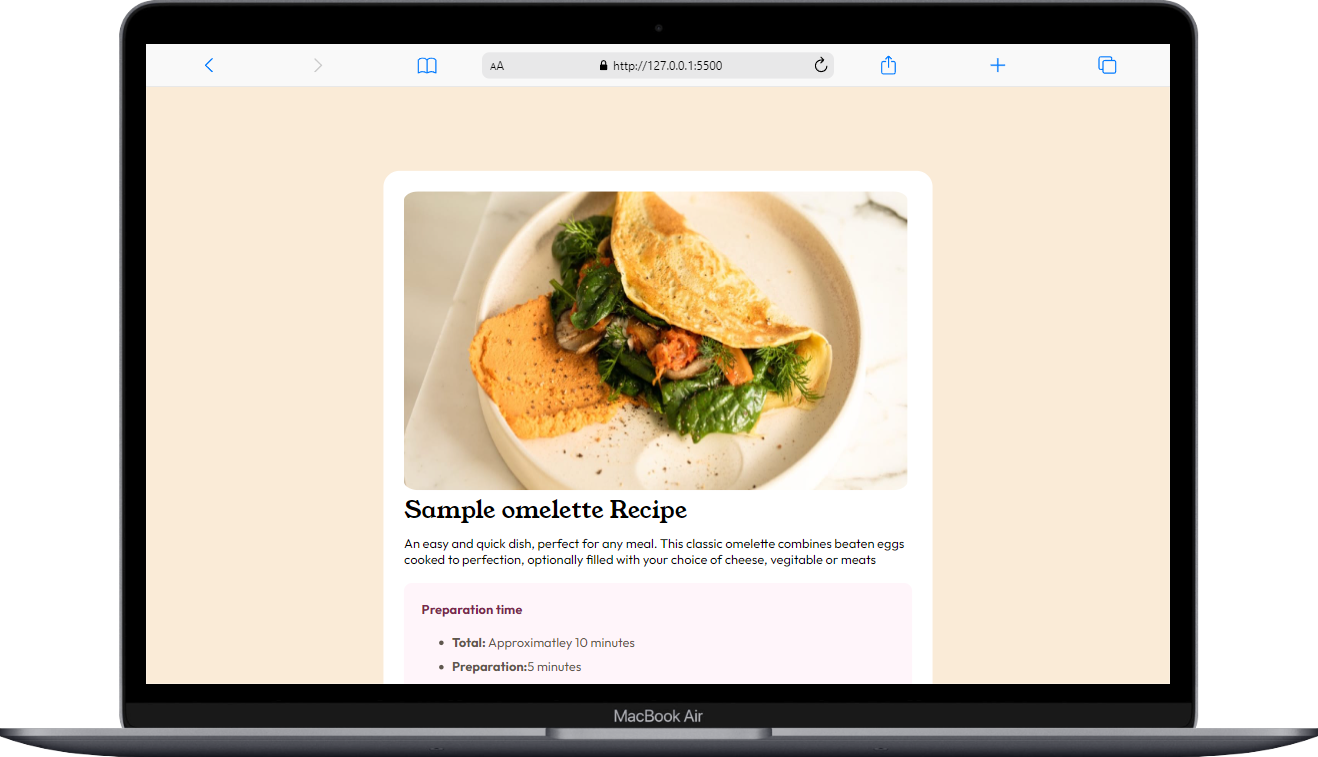 AA
http://127.0.0.1:5500
Sample omelette Recipe
An easy and quick dish, perfect for any meal. This classic omelette combines beaten eggs
cooked to perfection, optionally filled with your choice of cheese, vegitable or meats
Preparation time
• Total: Approximatley 10 minutes
• Preparation:5 minutes
MacBook Air